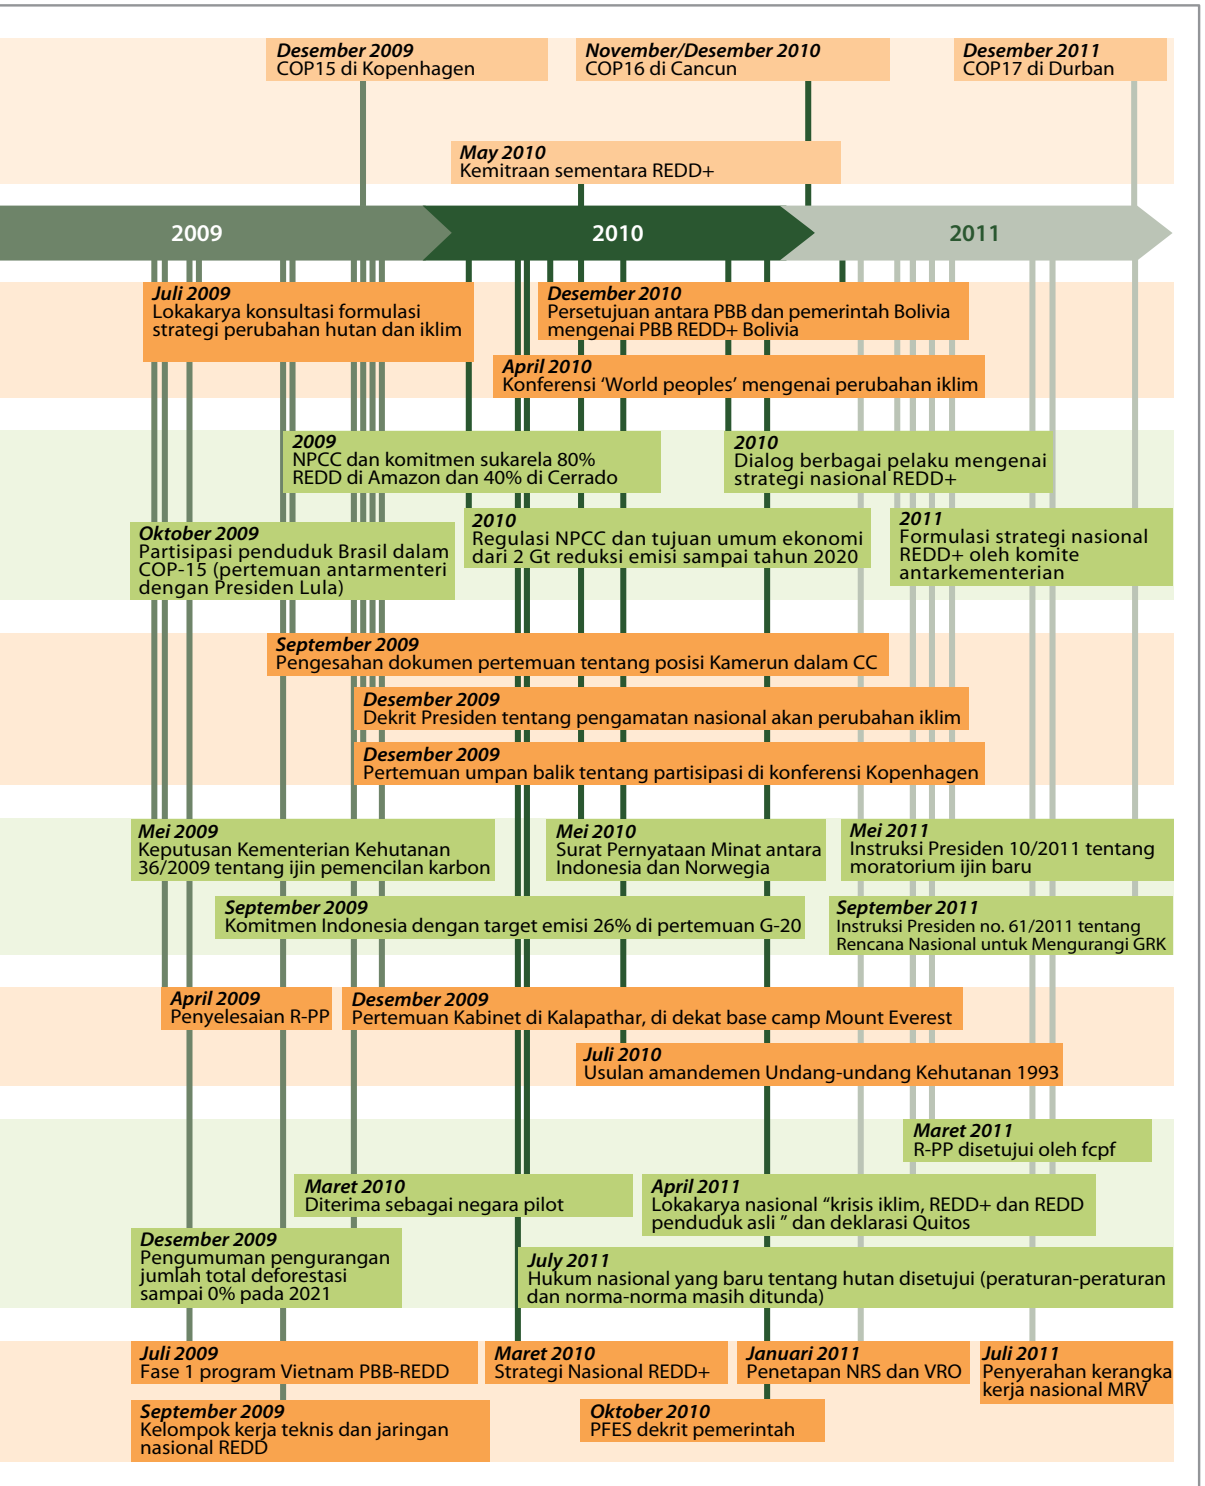 Desember 2009
COP15 di Kopenhagen
November/Desember 2010
COP16 di Cancun
Desember 2011
COP17 di Durban
May 2010
Kemitraan sementara REDD+
2009
2010
2011
Juli 2009
Lokakarya konsultasi formulasi
strategi perubahan hutan dan iklim
Desember 2010
Persetujuan antara PBB dan pemerintah Bolivia
mengenai PBB REDD+ Bolivia
April 2010
Konferensi ‘World peoples’ mengenai perubahan iklim
2009
NPCC dan komitmen sukarela 80%
REDD di Amazon dan 40% di Cerrado
2010
Dialog berbagai pelaku mengenai
strategi nasional REDD+
Oktober 2009
Partisipasi penduduk Brasil dalam
COP-15 (pertemuan antarmenteri
dengan Presiden Lula)
2010
Regulasi NPCC dan tujuan umum ekonomi
dari 2 Gt reduksi emisi sampai tahun 2020
2011
Formulasi strategi nasional
REDD+ oleh komite
antarkementerian
September 2009
Pengesahan dokumen pertemuan tentang posisi Kamerun dalam CC
Desember 2009
Dekrit Presiden tentang pengamatan nasional akan perubahan iklim
Desember 2009
Pertemuan umpan balik tentang partisipasi di konferensi Kopenhagen
Mei 2009
Keputusan Kementerian Kehutanan
36/2009 tentang ijin pemencilan karbon
Mei 2010
Surat Pernyataan Minat antara
Indonesia dan Norwegia
Mei 2011
Instruksi Presiden 10/2011 tentang
moratorium ijin baru
September 2009
Komitmen Indonesia dengan target emisi 26% di pertemuan G-20
September 2011
Instruksi Presiden no. 61/2011 tentang
Rencana Nasional untuk Mengurangi GRK
April 2009
Penyelesaian R-PP
Desember 2009
Pertemuan Kabinet di Kalapathar, di dekat base camp Mount Everest
Juli 2010
Usulan amandemen Undang-undang Kehutanan 1993
Maret 2011
R-PP disetujui oleh fcpf
Maret 2010
Diterima sebagai negara pilot
April 2011
Lokakarya nasional “krisis iklim, REDD+ dan REDD
penduduk asli ” dan deklarasi Quitos
Desember 2009
Pengumuman pengurangan
jumlah total deforestasi
sampai 0% pada 2021
July 2011
Hukum nasional yang baru tentang hutan disetujui (peraturan-peraturan
dan norma-norma masih ditunda)
Juli 2009
Fase 1 program Vietnam PBB-REDD
Maret 2010
Strategi Nasional REDD+
Januari 2011
Penetapan NRS dan VRO
Juli 2011
Penyerahan kerangka
kerja nasional MRV
September 2009
Kelompok kerja teknis dan jaringan
nasional REDD
Oktober 2010
PFES dekrit pemerintah